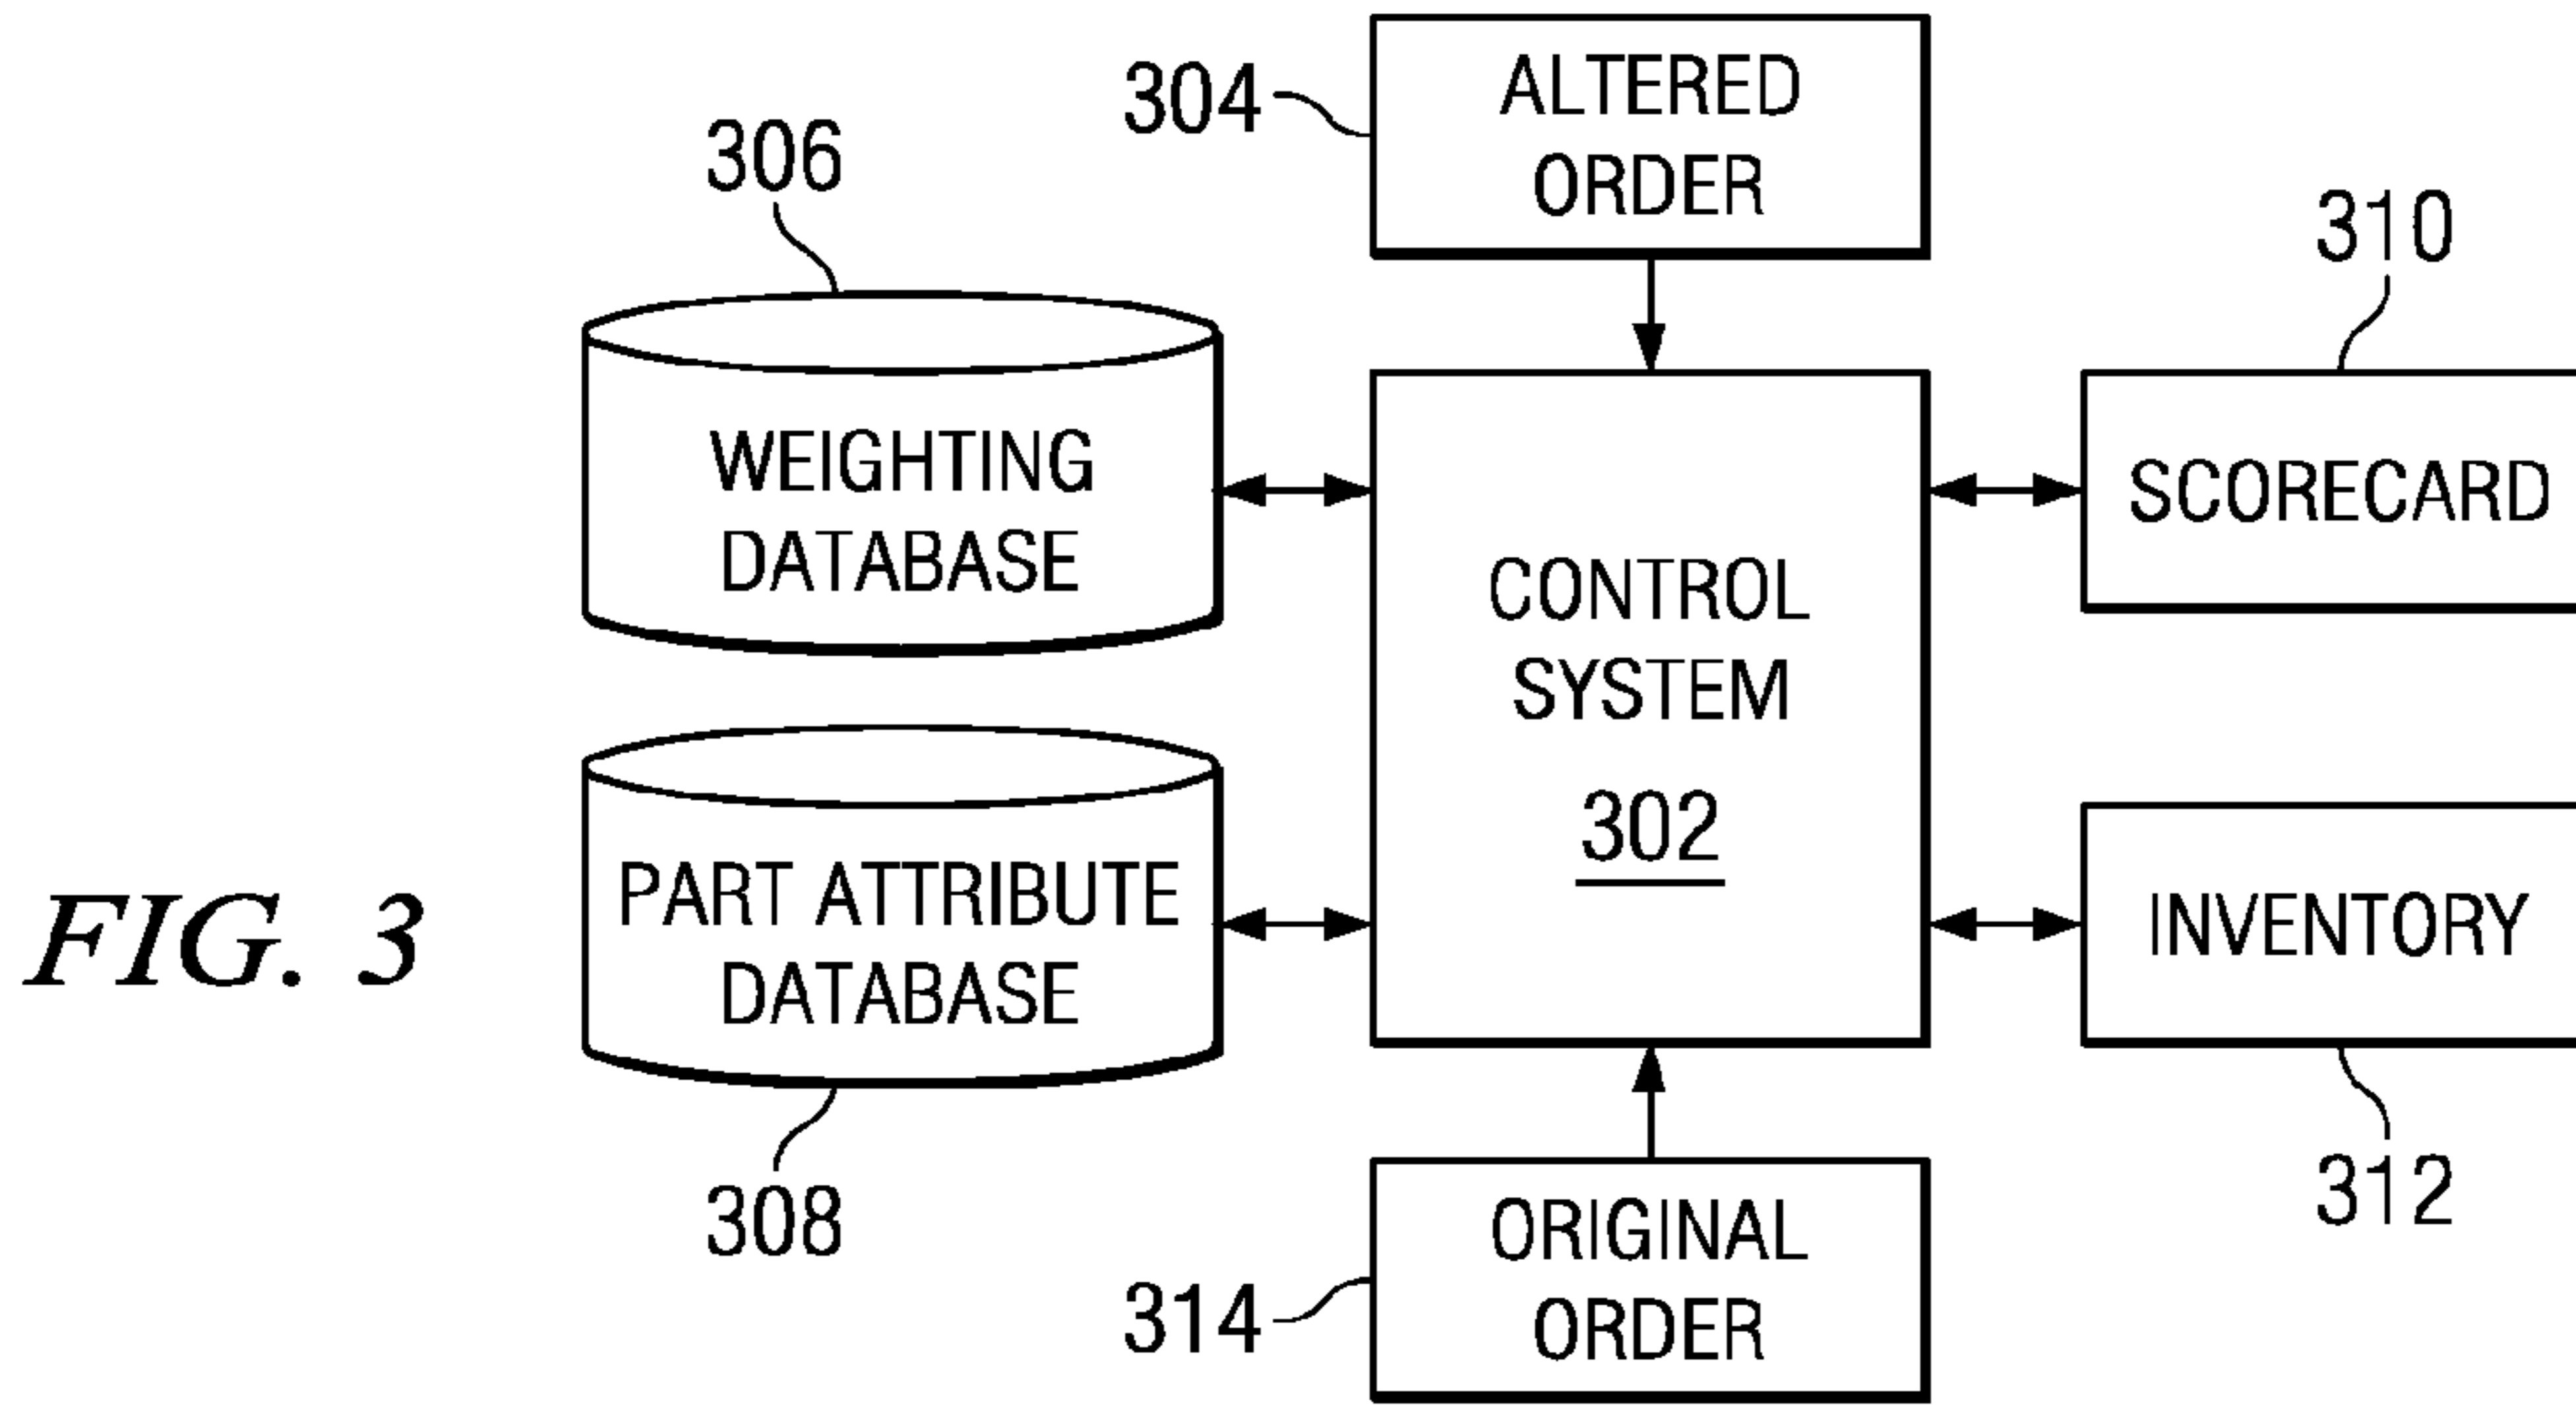 304
ALTERED
ORDER
306
310
WEIGHTING
DATABASE
CONTROL
SYSTEM
302
SCORECARD
FIG. 3
PART ATTRIBUTE
DATABASE
INVENTORY
308
312
314
ORIGINAL
ORDER